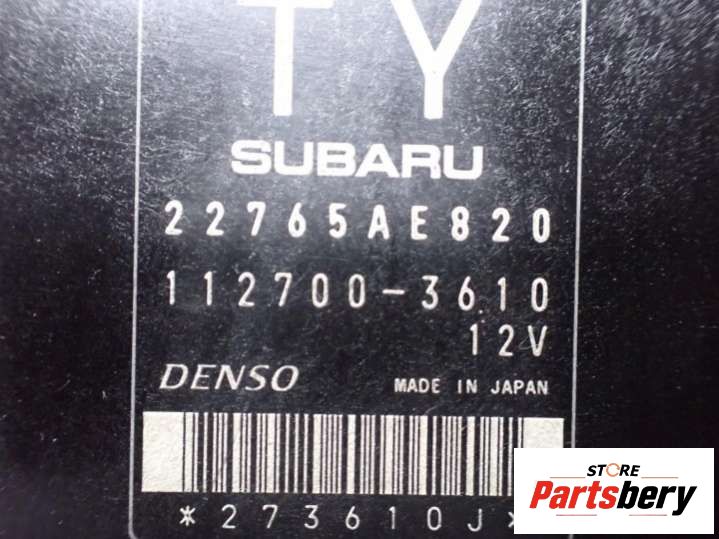 TY
SUBARU
22765AE820
112700-3610
12V
DENSO MADE IN JAPAN
*273610J*
STORE
Partsbery